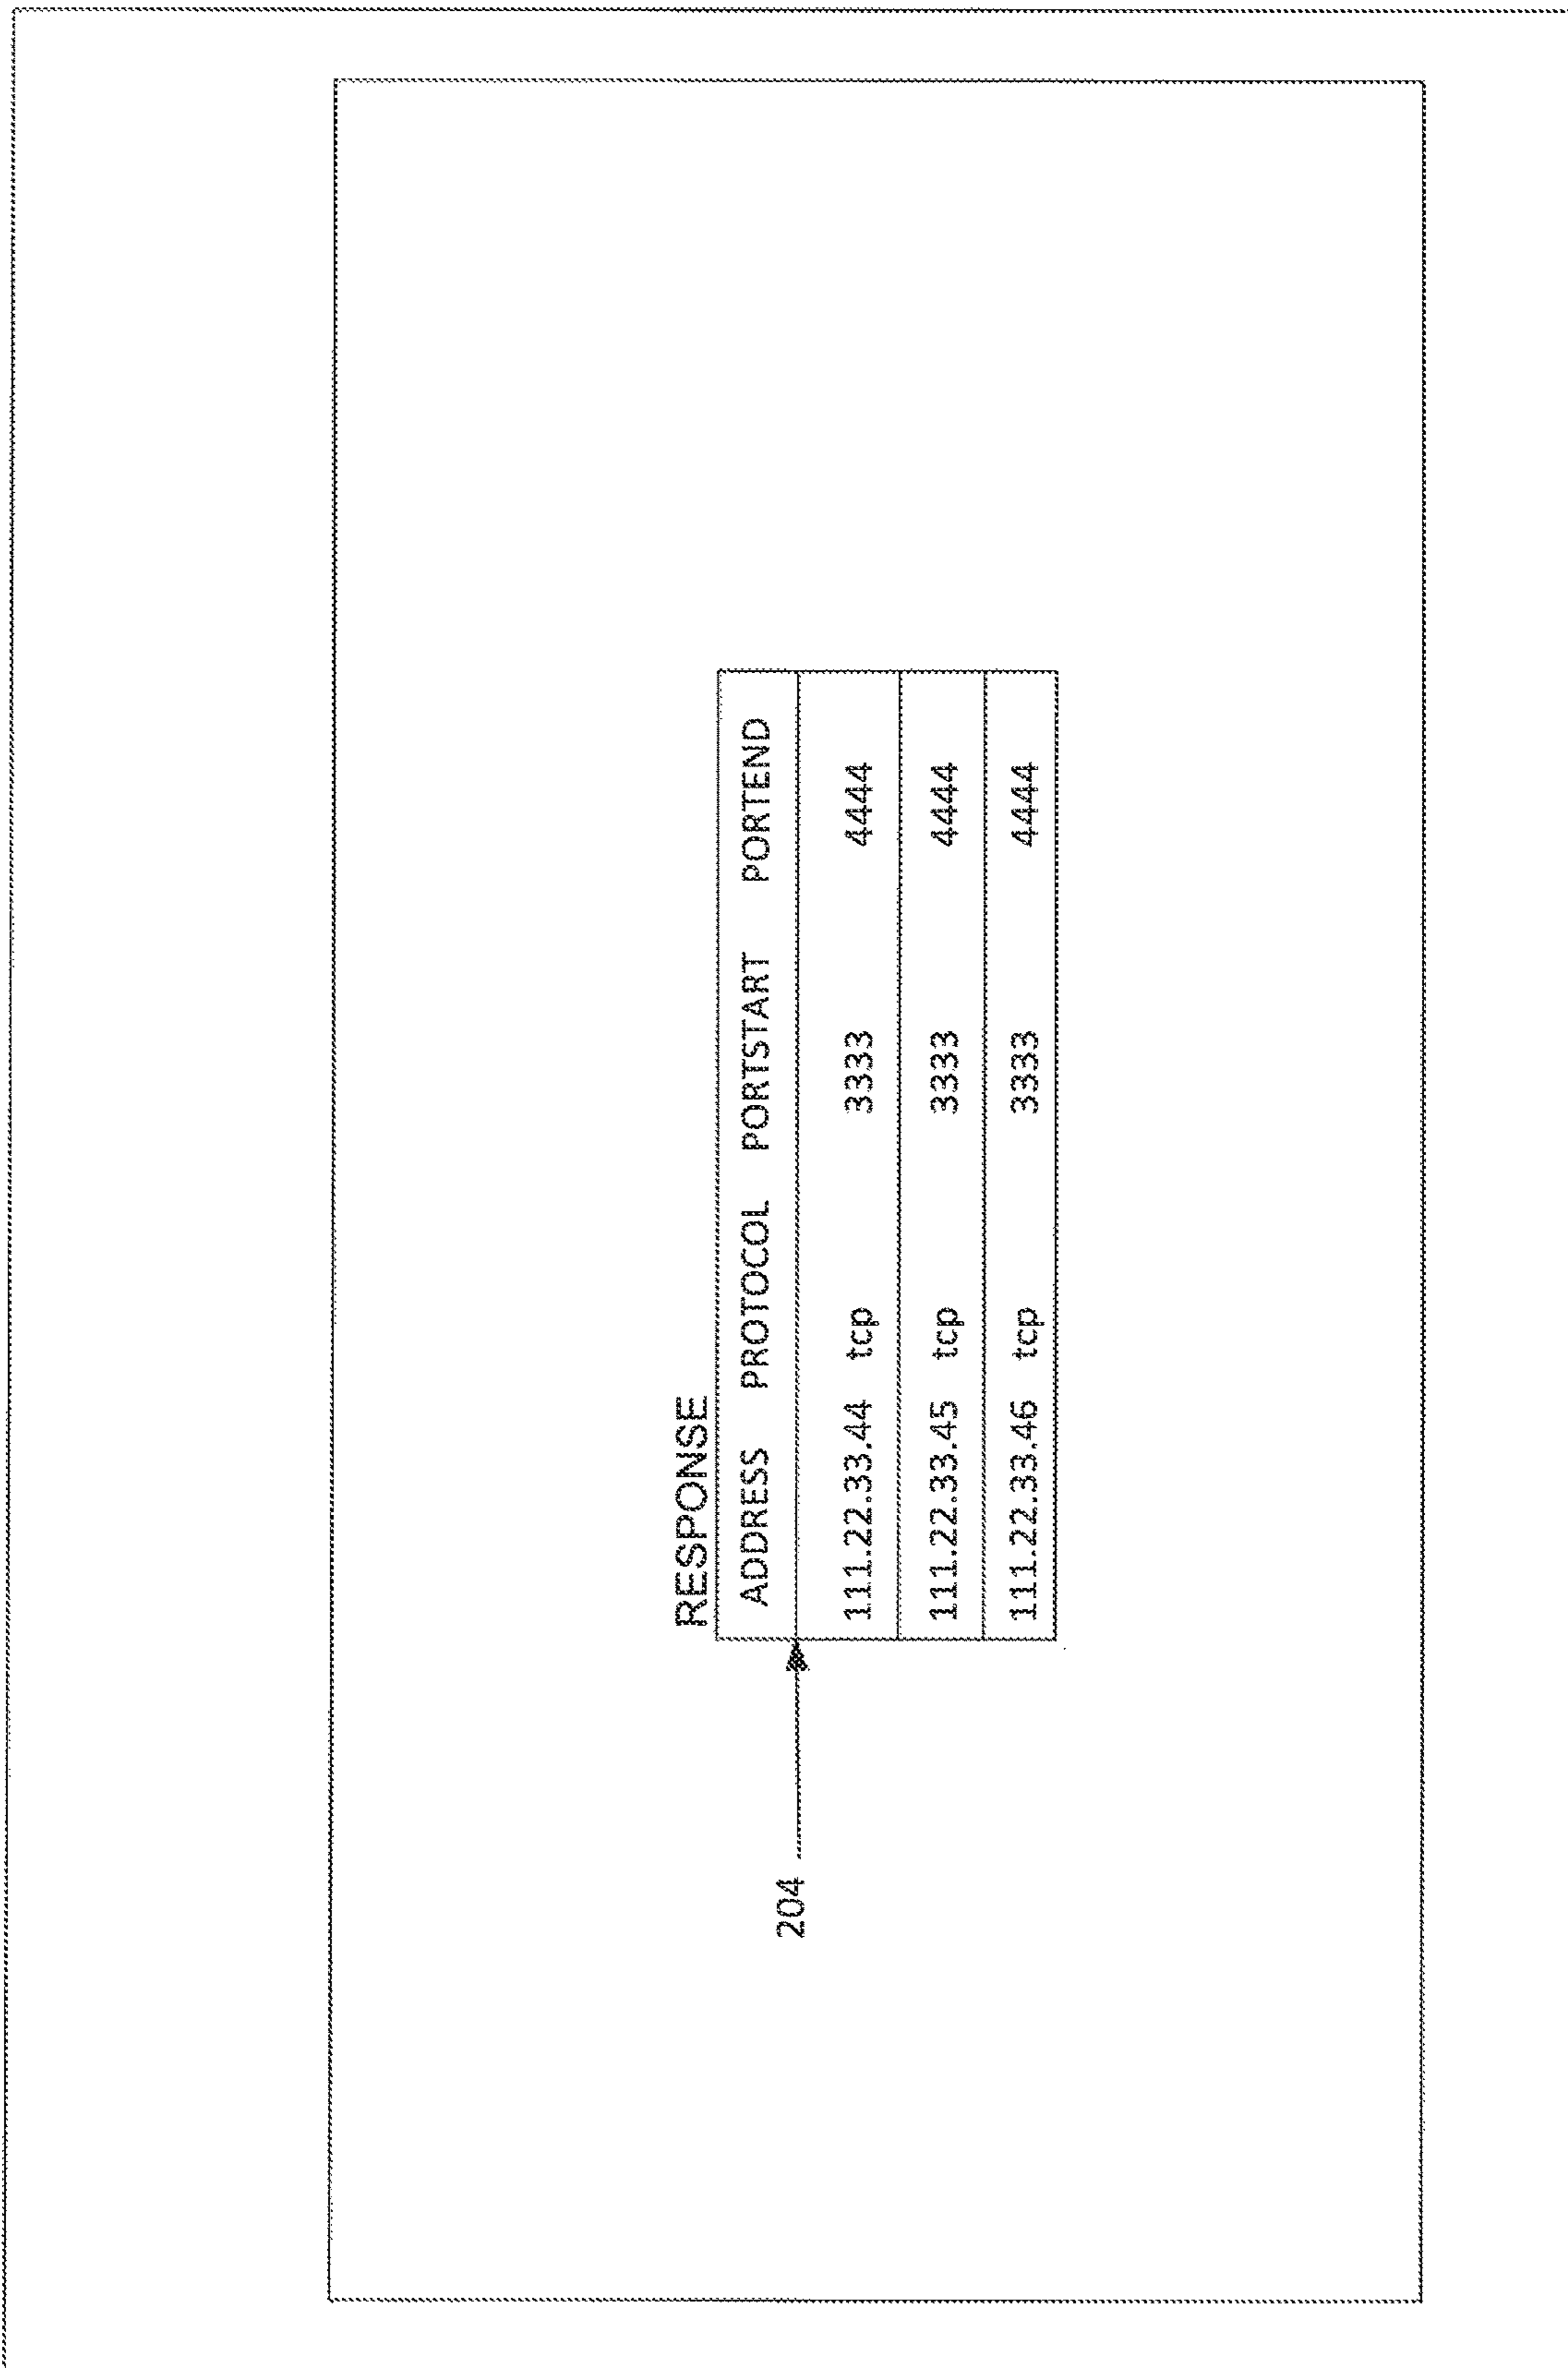 RESPONSE
ADDRESS PROTOCOL PORTSTART PORTEND
204
111.22.33.44 tcp 3333 4444
111.22.33.45 tcp 3333 4444
111.22.33.46 tcp 3333 4444